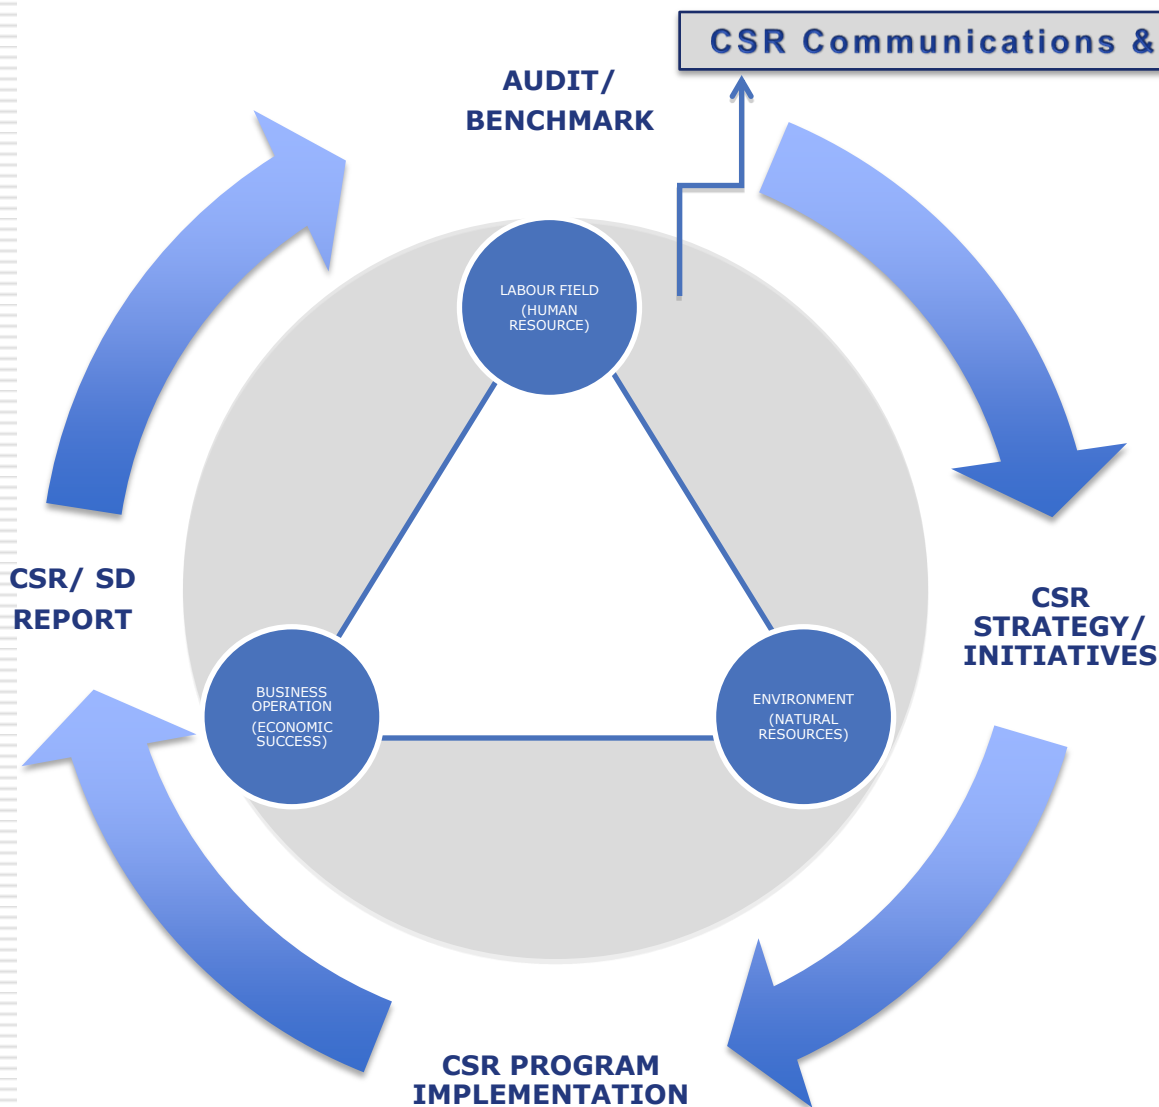 CSR Communications &
AUDIT/
BENCHMARK
LABOUR FIELD
(HUMAN
RESOURCE)
CSR/ SD
REPORT
CSR
STRATEGY/
INITIATIVES
BUSINESS
OPERATION
(ECONOMIC
SUCCESS)
ENVIRONMENT
(NATURAL
RESOURCES)
CSR PROGRAM
IMPLEMENTATION